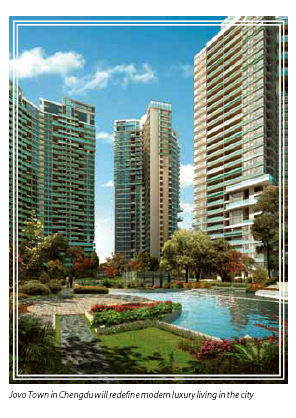 Jovo Town in Chengdu will redefine modern luxury living in the city